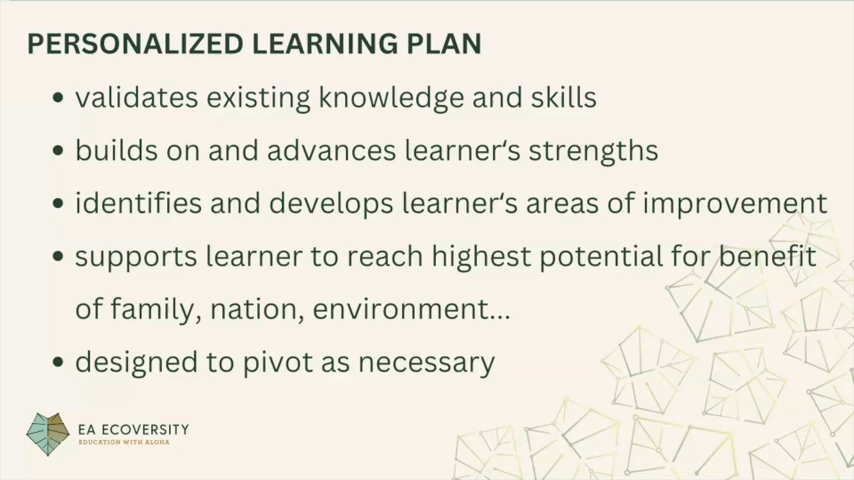 PERSONALIZED LEARNING PLAN
• validates existing knowledge and skills
• builds on and advances learner‘s strengths
• identifies and develops learner‘s areas of improvement
• supports learner to reach highest potential for benefit
of family, nation, environment...
• designed to pivot as necessary
EA ECOVERSITY
EDUCATION WITH ALOHA